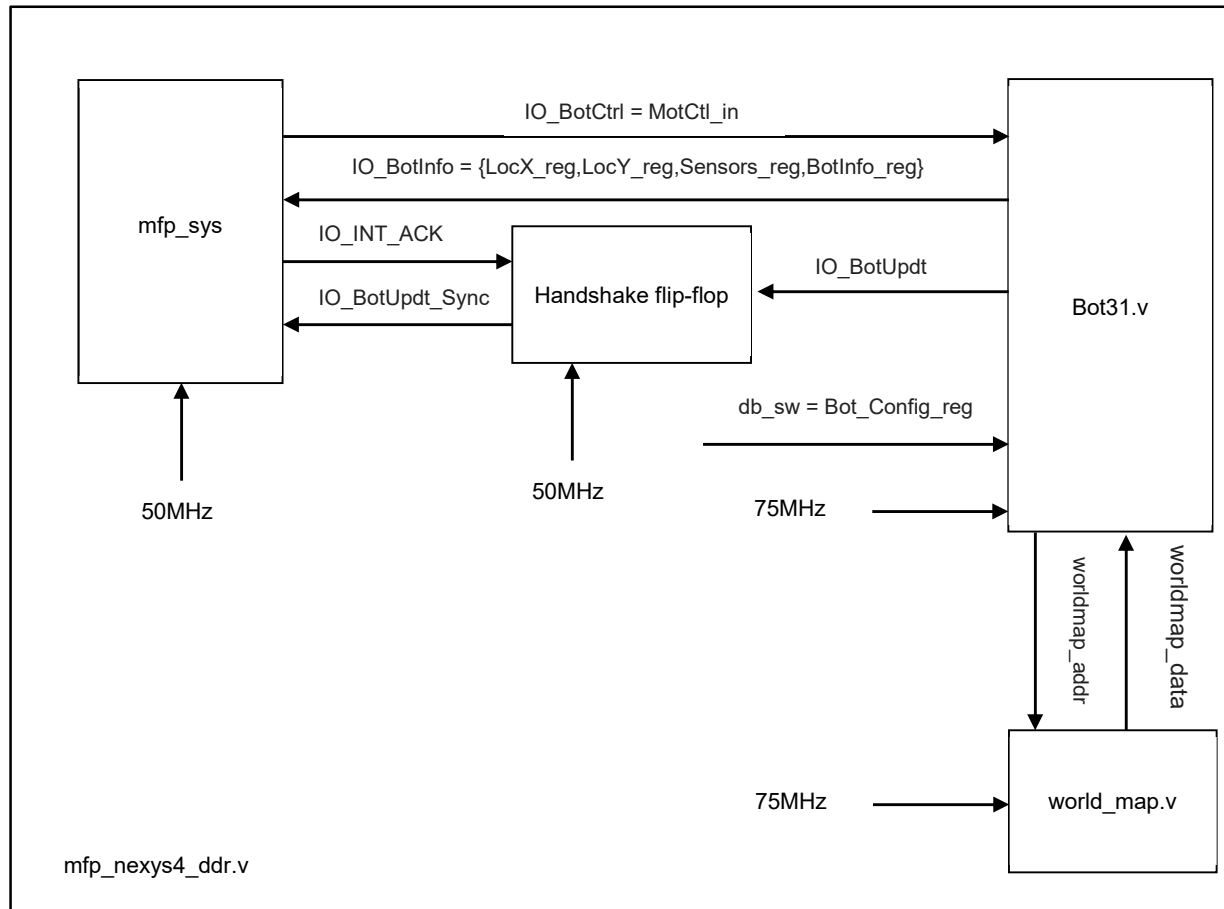 IO_BotCtrl = MotCtl_in
IO_BotInfo = {LocX_reg,LocY_reg,Sensors_reg,BotInfo_reg}
mfp_sys
IO_INT_ACK
IO_BotUpdt_Sync
Handshake flip-flop
IO_BotUpdt
Bot31.v
db_sw = Bot_Config_reg
50MHz
50MHz
75MHz
worldmap_addr
worldmap_data
75MHz
world_map.v
mfp_nexys4_ddr.v